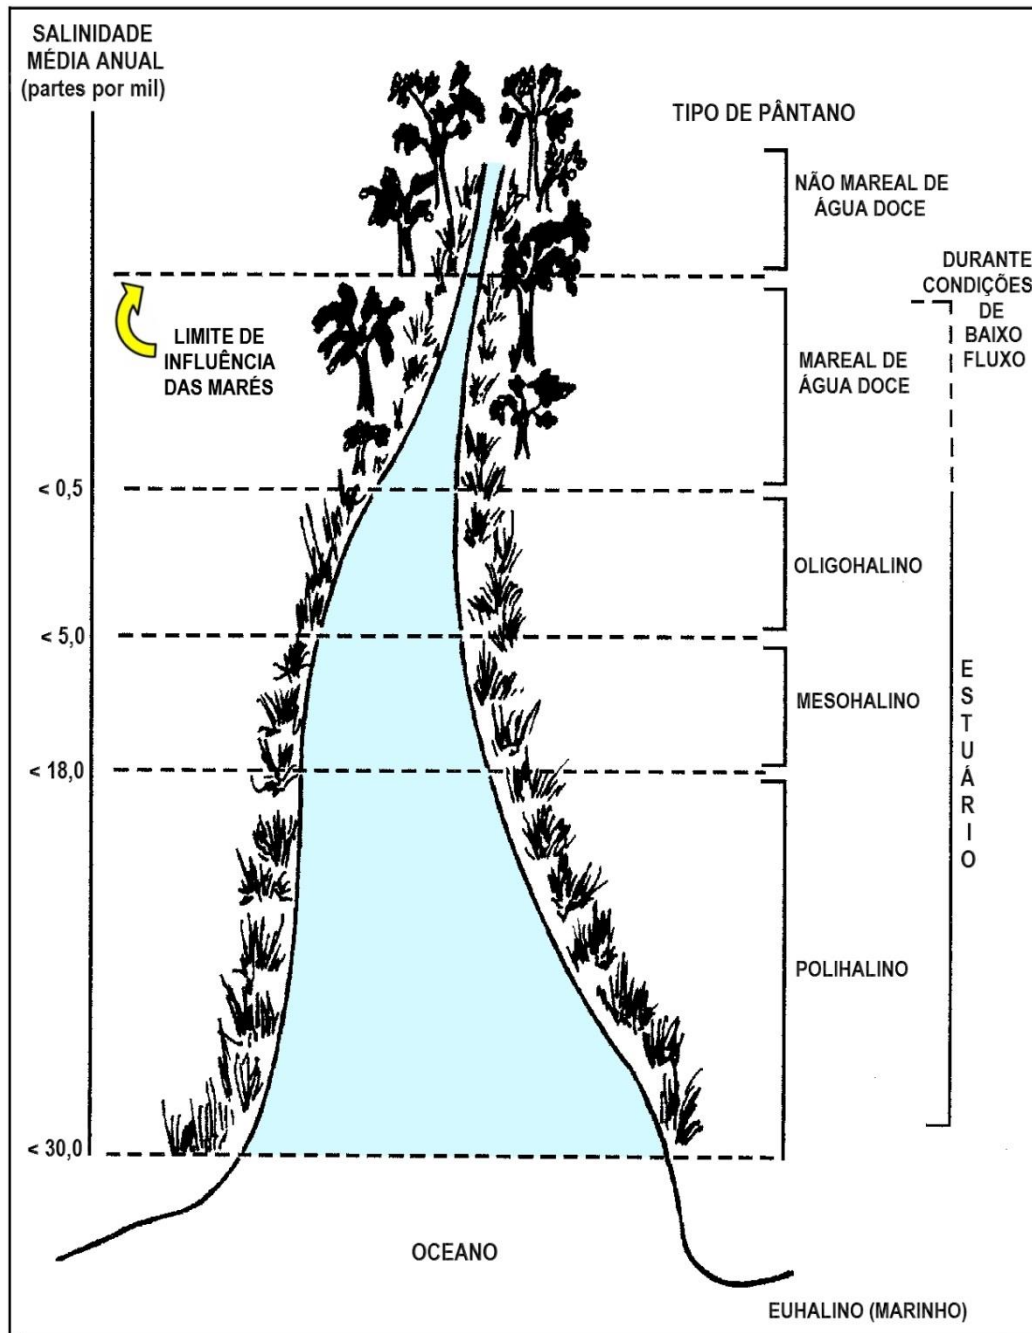 SALINIDADE
MÉDIA ANUAL
(partes por mil)
TIPO DE PÂNTANO
NÃO MAREAL DE
ÁGUA DOCE
DURANTE
CONDIÇÕES
DE
BAIXO
FLUXO
LIMITE DE
INFLUÊNCIA
DAS MARÉS
MAREAL DE
ÁGUA DOCE
< 0,5
OLIGOHALINO
< 5,0
MESOHALINO
< 18,0
ESTUÁRIO
POLIHALINO
< 30,0
OCEANO
EUHALINO (MARINHO)